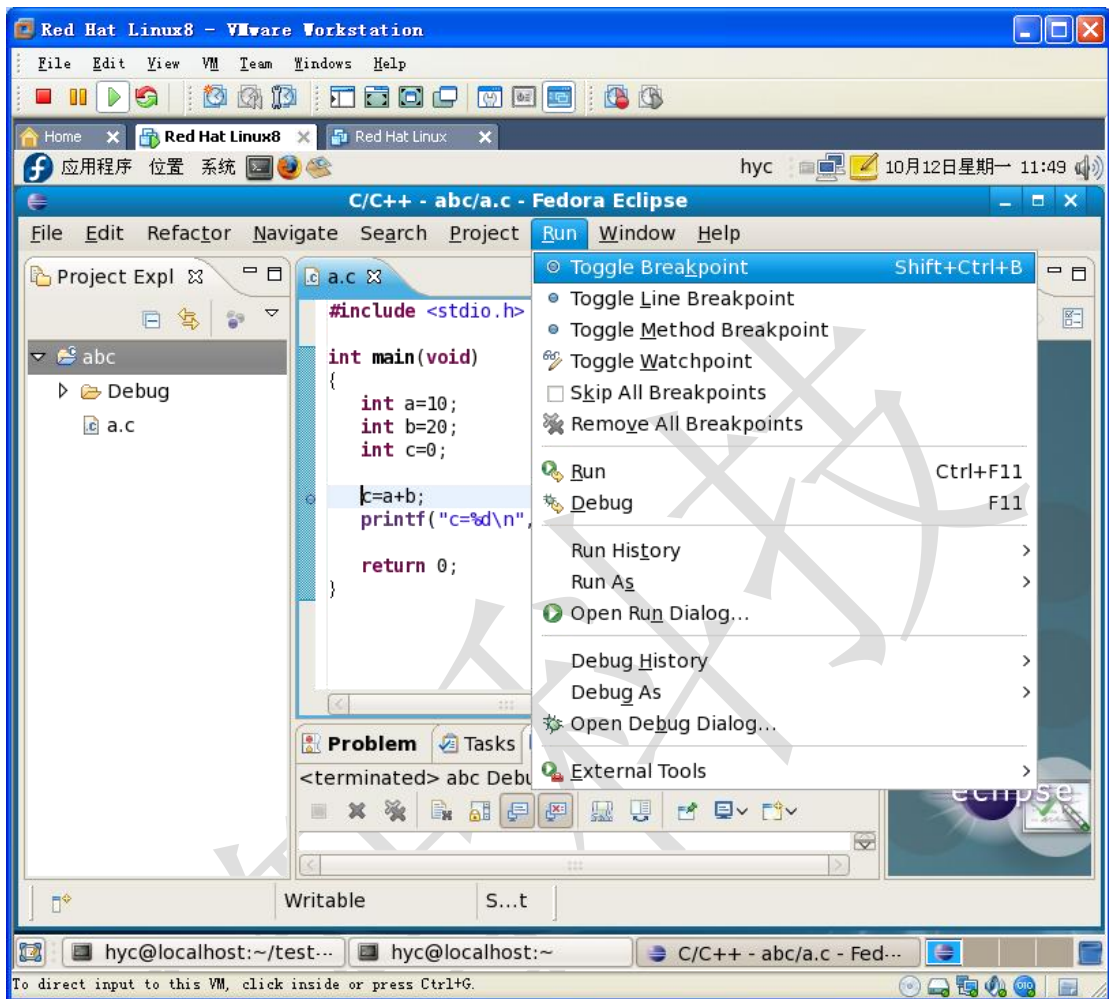 Red Hat Linux8 - VMware Workstation
File Edit View VM Team Windows Help
Home Red Hat Linux8 Red Hat Linux
应用程序 位置 系统 hyc 10月12日星期一 11:49
C/C++ - abc/a.c - Fedora Eclipse
File Edit Refactor Navigate Search Project Run Window Help
Project Expl
a.c
abc
Debug
a.c
#include <stdio.h>
int main(void)
{
int a=10;
int b=20;
int c=0;
c=a+b;
printf("c=%d\n",
return 0;
}
Toggle Breakpoint Shift+Ctrl+B
Toggle Line Breakpoint
Toggle Method Breakpoint
Toggle Watchpoint
Skip All Breakpoints
Remove All Breakpoints
Run Ctrl+F11
Debug F11
Run History
Run As
Open Run Dialog...
Debug History
Debug As
Open Debug Dialog...
External Tools
Problem Tasks
<terminated> abc Debu
eclipse
Writable S...t
hyc@localhost:~/test··· hyc@localhost:~ C/C++ - abc/a.c - Fed···
To direct input to this VM, click inside or press Ctrl+G.